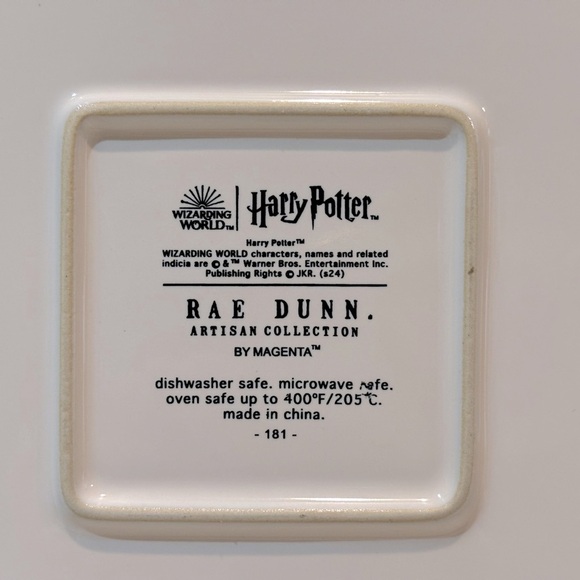 WIZARDING
WORLD™ | Harry Potter™
Harry Potter™
WIZARDING WORLD characters, names and related
indicia are © & ™ Warner Bros. Entertainment Inc.
Publishing Rights © JKR. (s24)
RAE DUNN.
ARTISAN COLLECTION
BY MAGENTA™
dishwasher safe. microwave safe.
oven safe up to 400°F/205°C.
made in china.
- 181 -